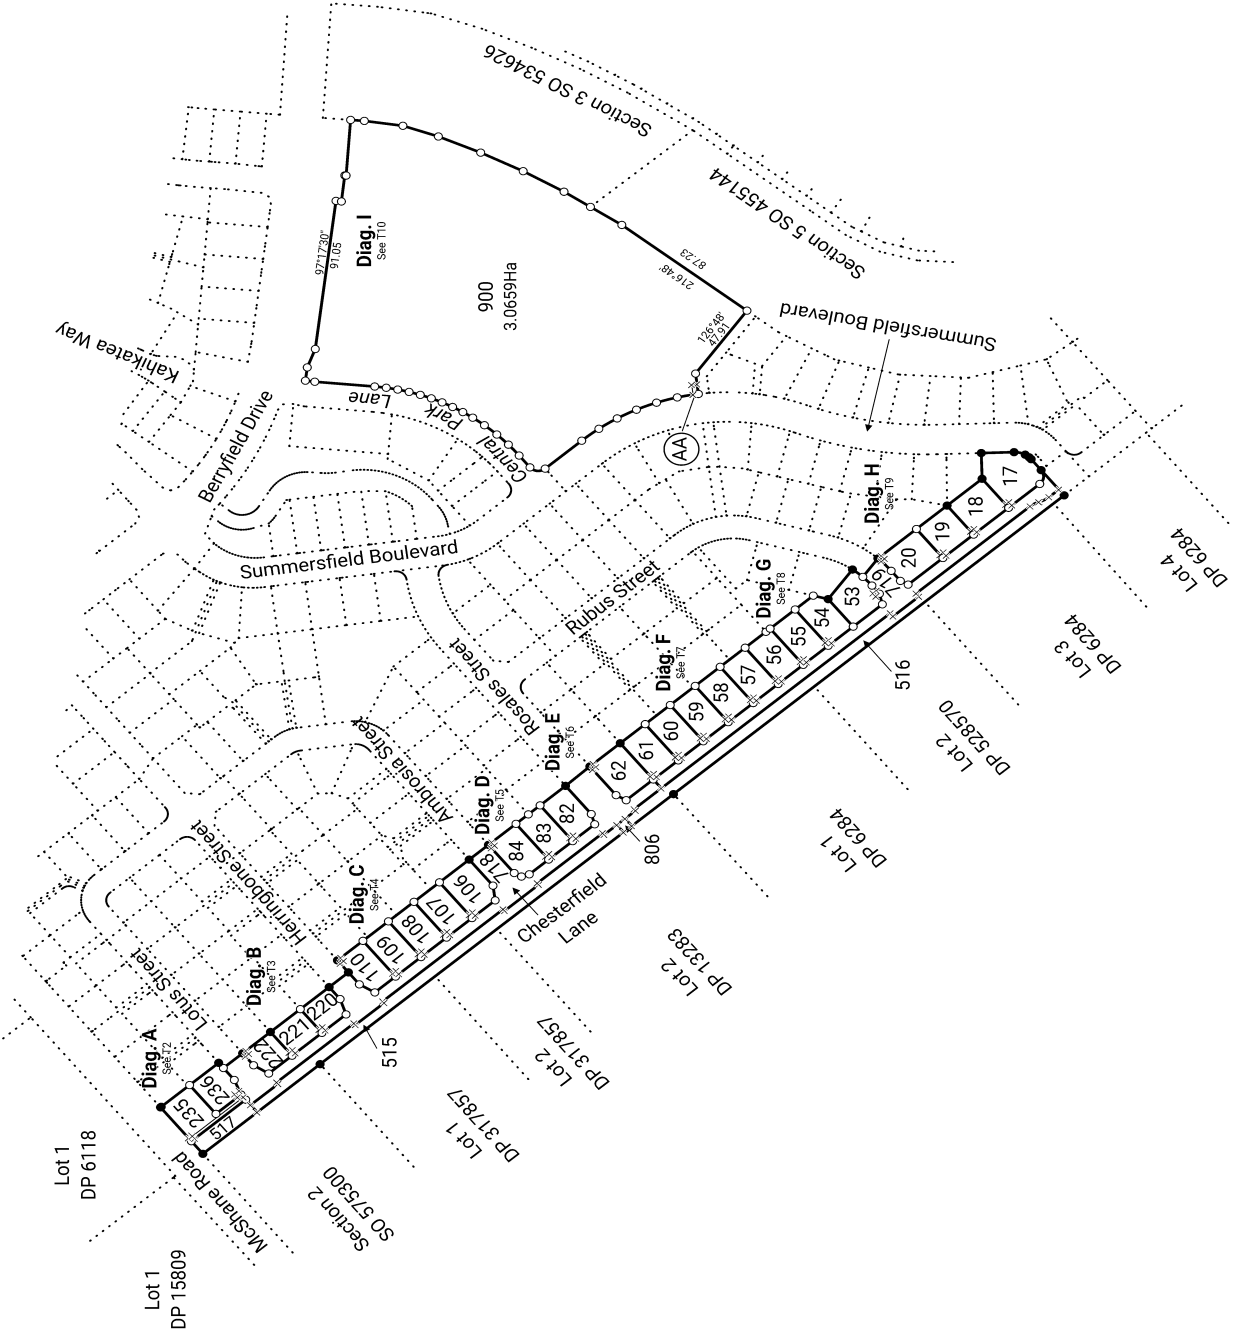 Section 3 SO 534626
Section 5 SO 455144
Diag. I
See T10
97°17'30"
91.05
900
3.0659Ha
216°48'
87.23
126°48'
47.91
Kahikatea Way
Berryfield Drive
Central
Park
Lane
Summersfield Boulevard
AA
Summersfield Boulevard
Diag. H
See T9
17
18
19
20
719
Rubus Street
Diag. G
See T8
53
54
55
56
57
58
59
60
61
62
Diag. F
See T7
Rosales Street
Diag. E
See T6
516
Ambrosia Street
Diag. D
See T5
82
83
84
718
806
Chesterfield
Lane
Herringbone Street
Diag. C
See T4
106
107
108
109
110
Lotus Street
Diag. B
See T3
220
221
222
515
Diag. A
See T2
236
235
517
McShane Road
Lot 1
DP 6118
Lot 1
DP 15809
Section 2
SO 575300
Lot 1
DP 317857
Lot 2
DP 317857
Lot 2
DP 13283
Lot 1
DP 6284
Lot 2
DP 528570
Lot 3
DP 6284
Lot 4
DP 6284